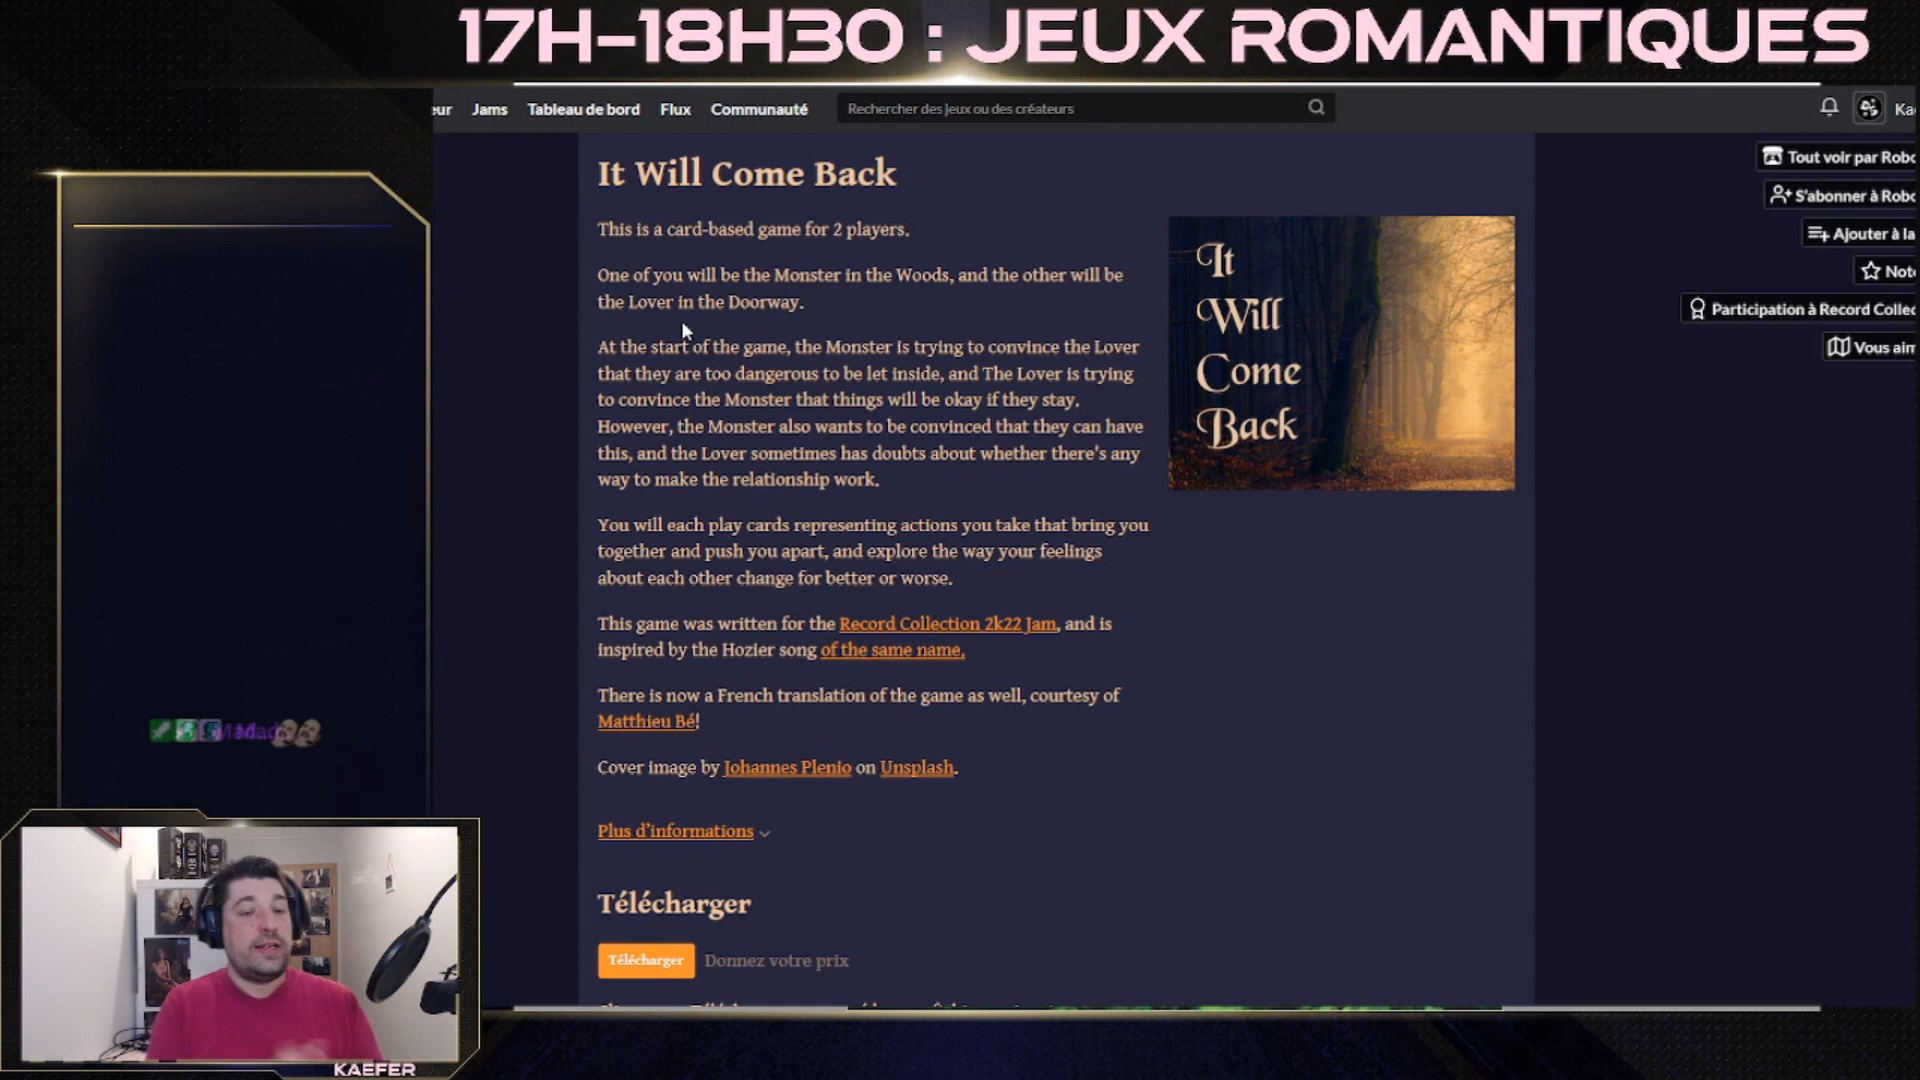 17H-18H30 : JEUX ROMANTIQUES
eur Jams Tableau de bord Flux Communauté Rechercher des jeux ou des créateurs Ka
Tout voir par Robo
S'abonner à Robo
Ajouter à la
Note
Participation à Record Collec
Vous aim
It Will Come Back
This is a card-based game for 2 players.
One of you will be the Monster in the Woods, and the other will be
the Lover in the Doorway.
At the start of the game, the Monster is trying to convince the Lover
that they are too dangerous to be let inside, and The Lover is trying
to convince the Monster that things will be okay if they stay.
However, the Monster also wants to be convinced that they can have
this, and the Lover sometimes has doubts about whether there's any
way to make the relationship work.
You will each play cards representing actions you take that bring you
together and push you apart, and explore the way your feelings
about each other change for better or worse.
This game was written for the Record Collection 2k22 Jam, and is
inspired by the Hozier song of the same name.
There is now a French translation of the game as well, courtesy of
Matthieu Bé!
Cover image by Johannes Plenio on Unsplash.
Plus d'informations
Télécharger
Télécharger Donnez votre prix
It
Will
Come
Back
KAEFER